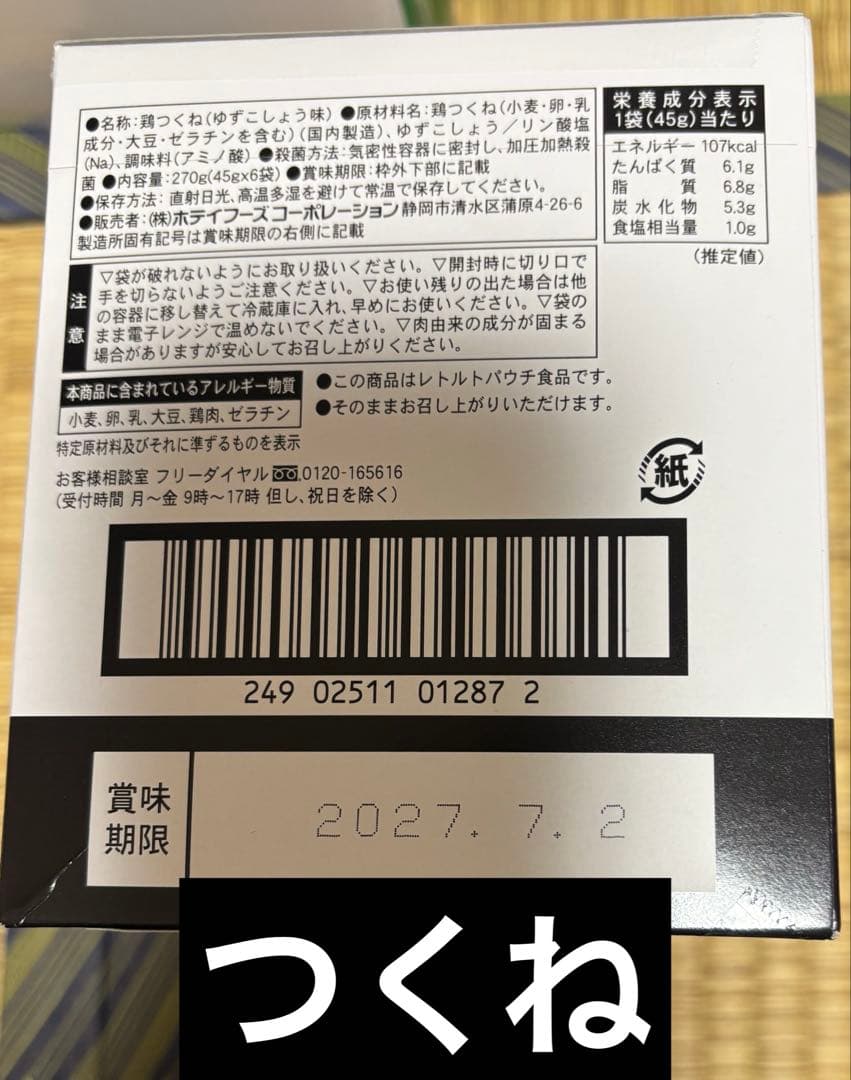 ●名称:鶏つくね(ゆずこしょう味) ●原材料名:鶏つくね(小麦・卵・乳
成分・大豆・ゼラチンを含む)(国内製造)、ゆずこしょう/リン酸塩
(Na)、調味料(アミノ酸) ●殺菌方法:気密性容器に密封し、加圧加熱殺
菌 ●内容量:270g(45g×6袋) ●賞味期限:枠外下部に記載
●保存方法: 直射日光、高温多湿を避けて常温で保存してください。
●販売者:(株)ホテイフーズコーポレーション 静岡市清水区蒲原4-26-6
製造所固有記号は賞味期限の右側に記載
栄養成分表示
1袋(45g)当たり
エネルギー 107kcal
たんぱく質 6.1g
脂質 6.8g
炭水化物 5.3g
食塩相当量 1.0g
(推定値)
注意
▽袋が破れないようにお取り扱いください。▽開封時に切り口で
手を切らないようご注意ください。▽お使い残りの出た場合は他
の容器に移し替えて冷蔵庫に入れ、早めにお使いください。▽袋の
まま電子レンジで温めないでください。▽肉由来の成分が固まる
場合がありますが安心してお召し上がりください。
本商品に含まれているアレルギー物質
小麦、卵、乳、大豆、鶏肉、ゼラチン
特定原材料及びそれに準ずるものを表示
●この商品はレトルトパウチ食品です。
●そのままお召し上がりいただけます。
お客様相談室 フリーダイヤル 0120-165616
(受付時間 月~金 9時~17時 但し、祝日を除く)
紙
249 02511 01287 2
賞味
期限
2027. 7. 2
つくね